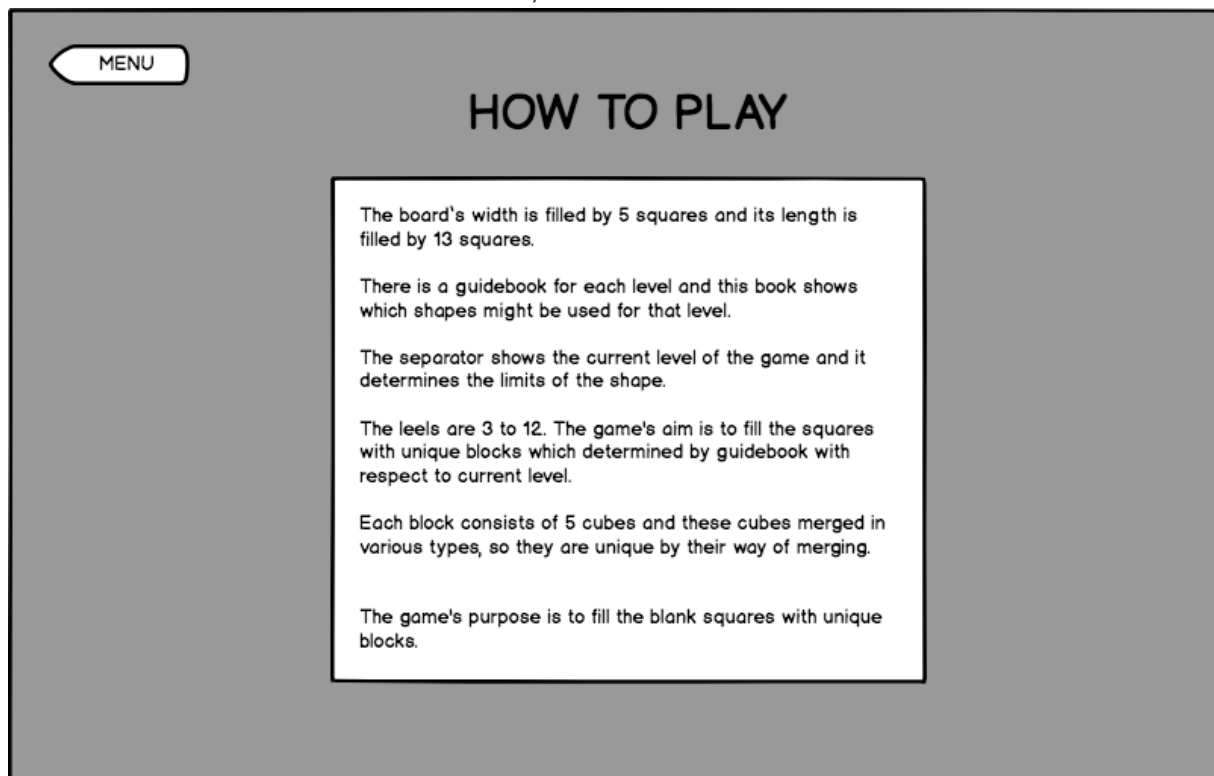 MENU
HOW TO PLAY
The board`s width is filled by 5 squares and its length is
filled by 13 squares.
There is a guidebook for each level and this book shows
which shapes might be used for that level.
The separator shows the current level of the game and it
determines the limits of the shape.
The leels are 3 to 12. The game's aim is to fill the squares
with unique blocks which determined by guidebook with
respect to current level.
Each block consists of 5 cubes and these cubes merged in
various types, so they are unique by their way of merging.
The game's purpose is to fill the blank squares with unique
blocks.